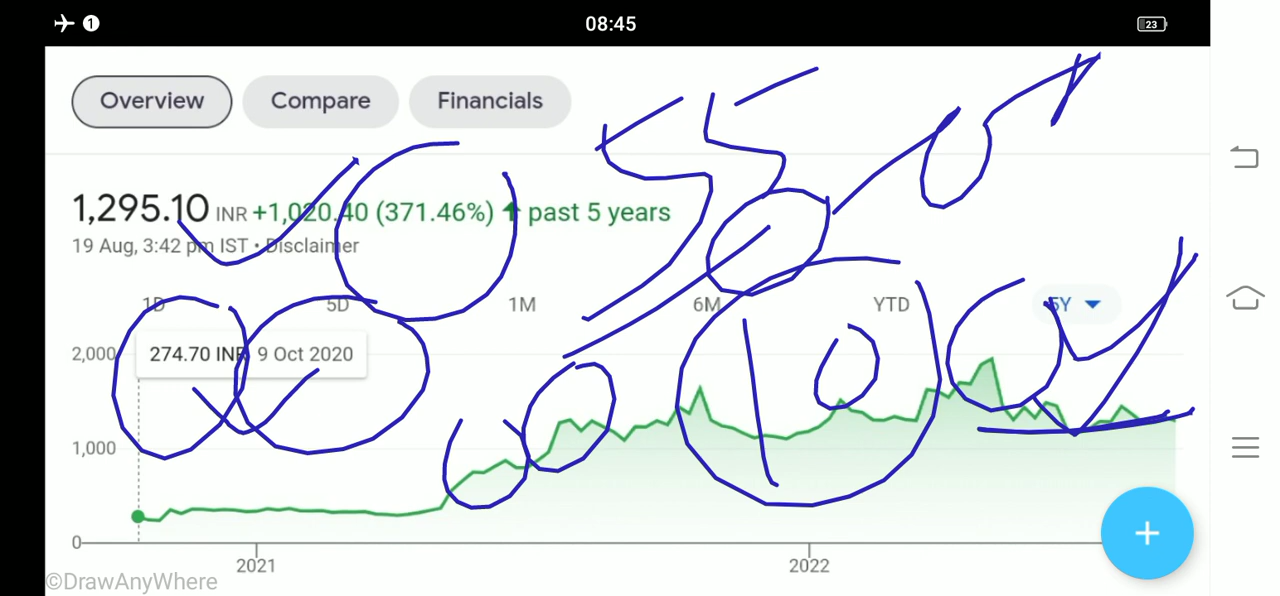 1
08:45
23
Overview
Compare
Financials
1,295.10 INR +1,020.40 (371.46%) ↑ past 5 years
19 Aug, 3:42 pm IST • Disclaimer
1D
5D
1M
6M
YTD
5Y
2,000
274.70 INR 9 Oct 2020
1,000
0
2021
2022
©DrawAnyWhere